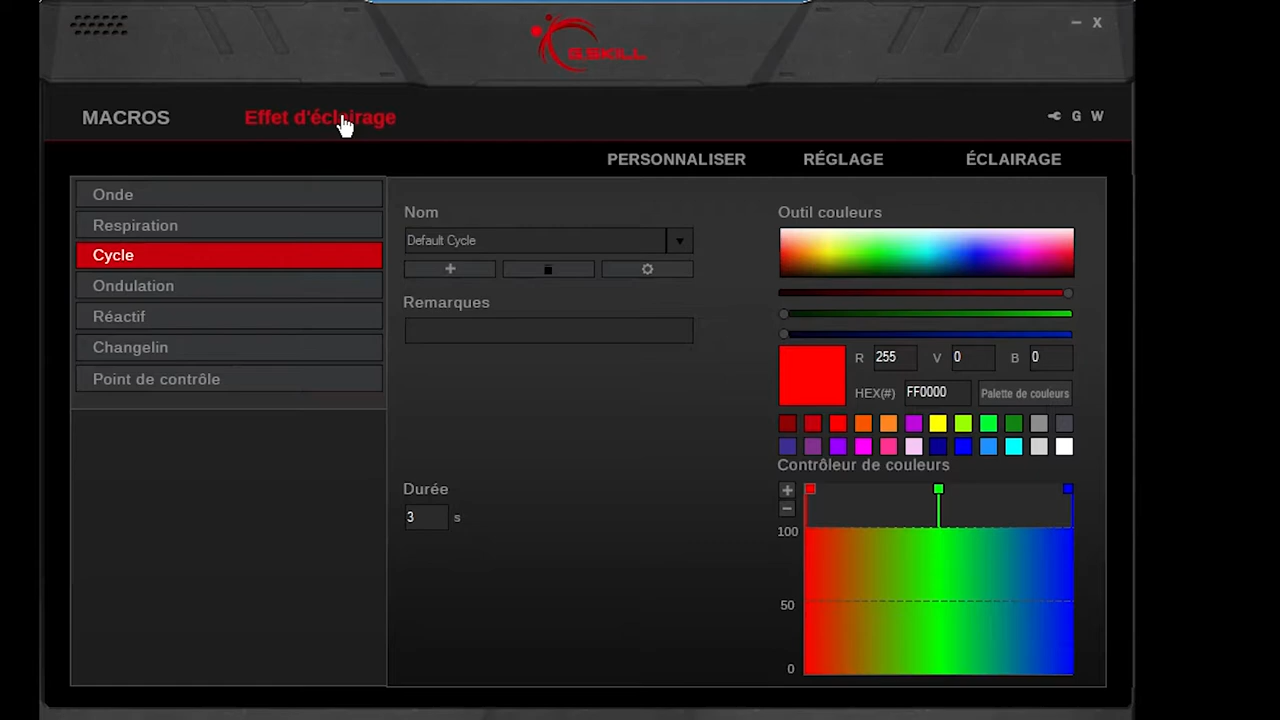 G.SKILL
– X
MACROS Effet d'éclairage G W
PERSONNALISER RÉGLAGE ÉCLAIRAGE
Onde
Respiration
Cycle
Ondulation
Réactif
Changelin
Point de contrôle
Nom
Default Cycle
Remarques
Durée
3 s
Outil couleurs
R 255 V 0 B 0
HEX(#) FF0000 Palette de couleurs
Contrôleur de couleurs
100
50
0